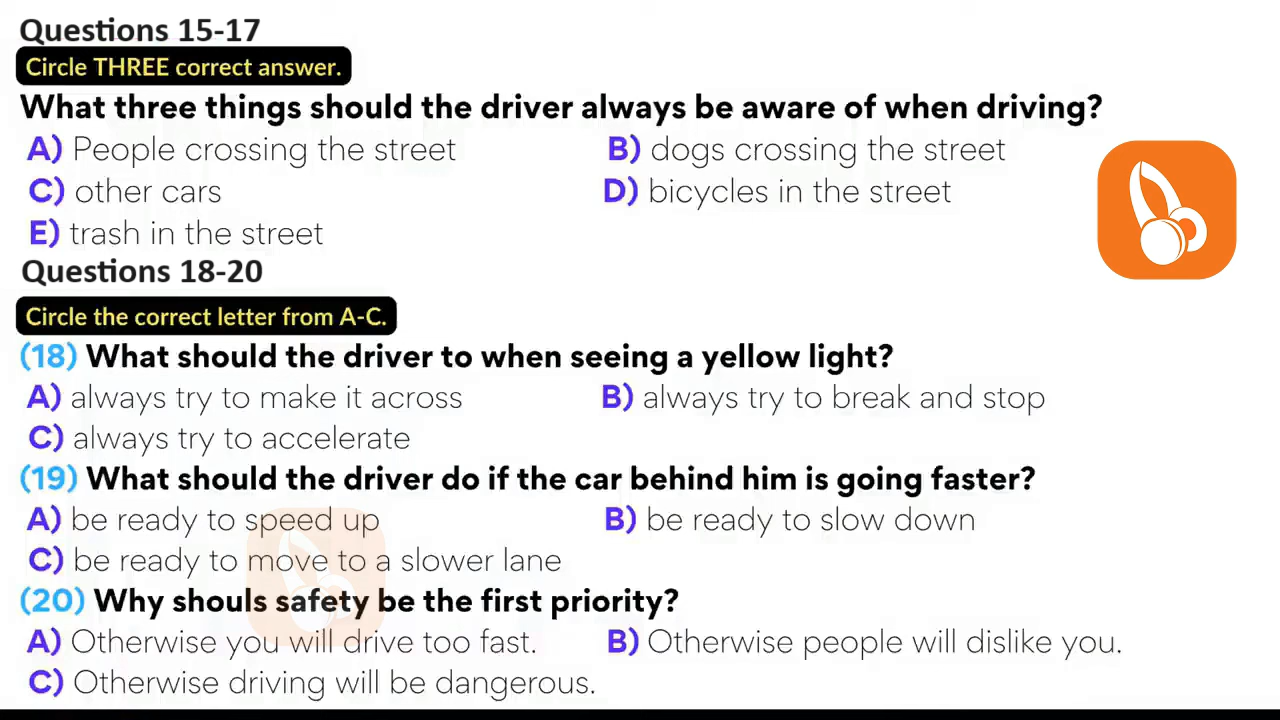 Questions 15-17
Circle THREE correct answer.
What three things should the driver always be aware of when driving?
A) People crossing the street B) dogs crossing the street
C) other cars D) bicycles in the street
E) trash in the street
Questions 18-20
Circle the correct letter from A-C.
(18) What should the driver to when seeing a yellow light?
A) always try to make it across B) always try to break and stop
C) always try to accelerate
(19) What should the driver do if the car behind him is going faster?
A) be ready to speed up B) be ready to slow down
C) be ready to move to a slower lane
(20) Why shouls safety be the first priority?
A) Otherwise you will drive too fast. B) Otherwise people will dislike you.
C) Otherwise driving will be dangerous.